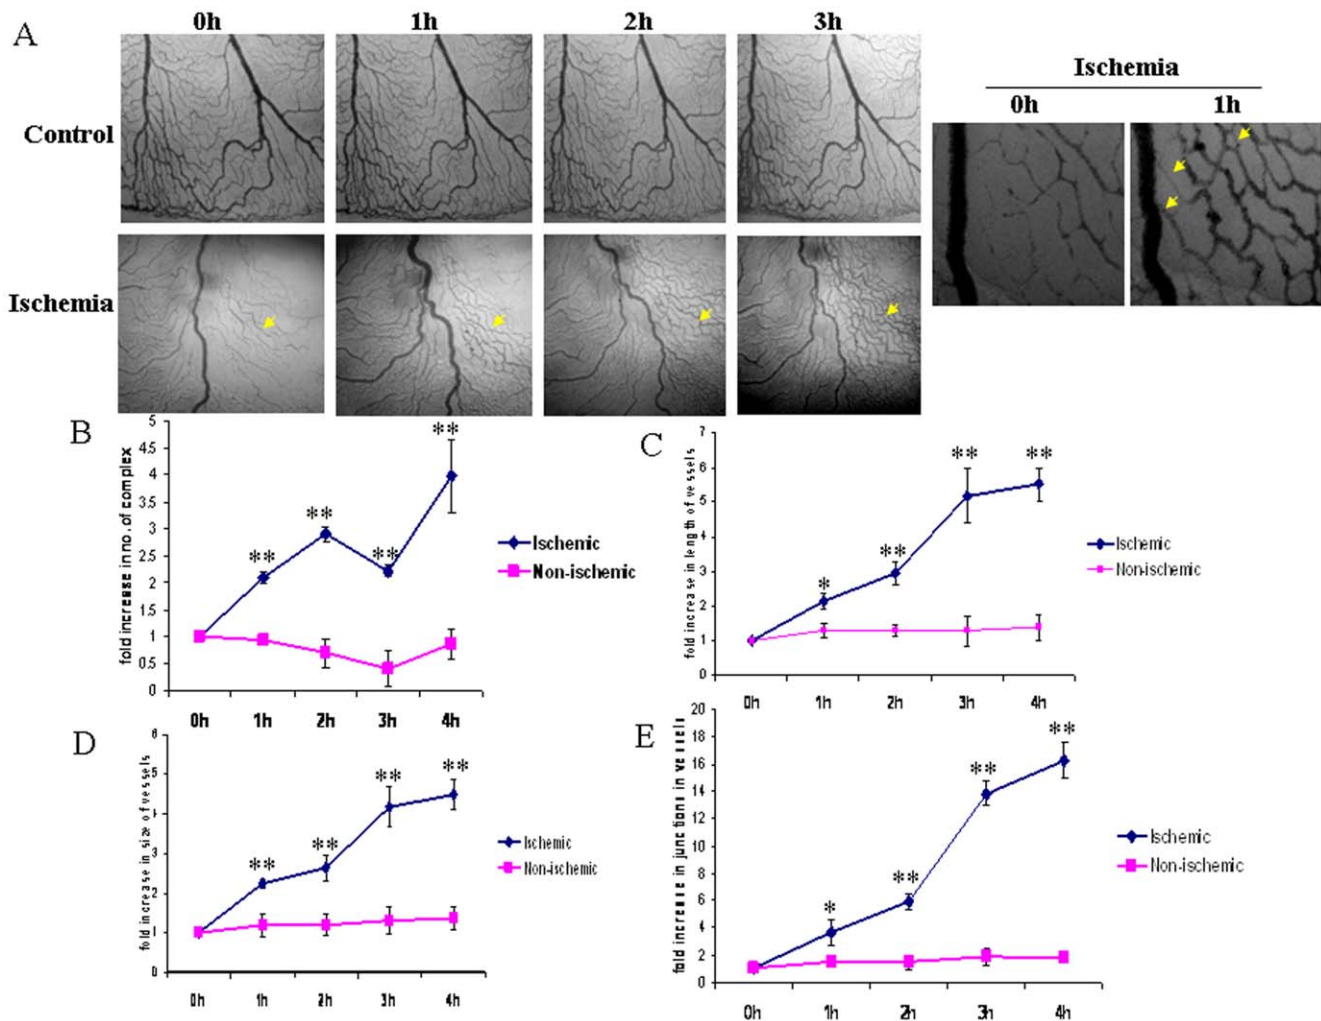 A
0h 1h 2h 3h
Control
Ischemia
Ischemia
0h 1h
B
fold increase in no. of complex
5
4.5
4
3.5
3
2.5
2
1.5
1
0.5
0
** ** ** **
0h 1h 2h 3h 4h
Ischemic
Non-ischemic
C
fold increase in length of vessels
7
6
5
4
3
2
1
0
* ** ** **
0h 1h 2h 3h 4h
Ischemic
Non-ischemic
D
fold increase in size of vessels
6
5
4
3
2
1
0
** ** ** **
0h 1h 2h 3h 4h
Ischemic
Non-ischemic
E
fold increase in junctions in vessels
20
18
16
14
12
10
8
6
4
2
0
* ** ** **
0h 1h 2h 3h 4h
Ischemic
Non-ischemic